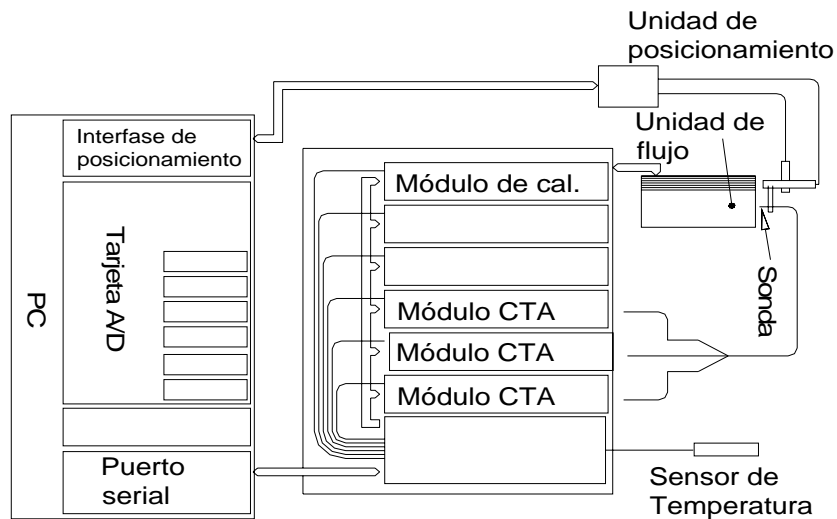 Unidad de
posicionamiento
Interfase de
posicionamiento
Unidad de
flujo
Módulo de cal.
Tarjeta A/D
PC
Sonda
Módulo CTA
Módulo CTA
Módulo CTA
Puerto
serial
Sensor de
Temperatura